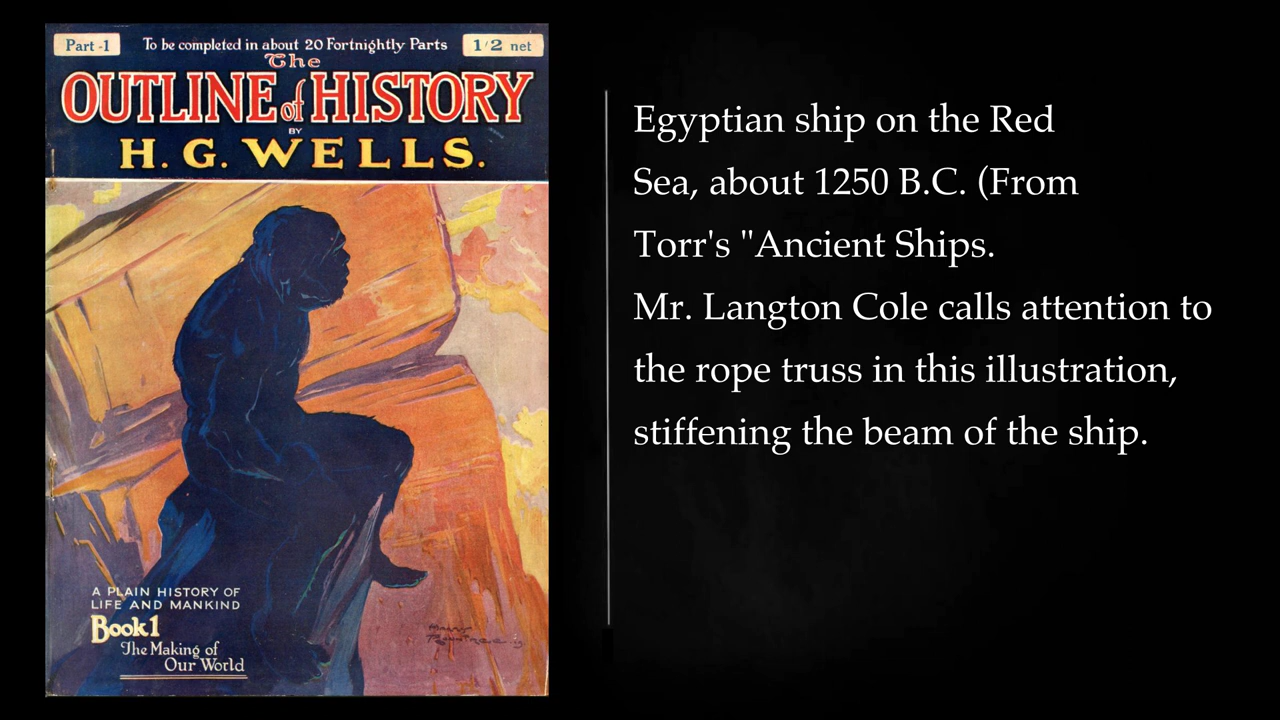 Part -1
To be completed in about 20 Fortnightly Parts
1/2 net
The
OUTLINE of HISTORY
BY
H. G. WELLS.
A PLAIN HISTORY OF
LIFE AND MANKIND
Book 1
The Making of
Our World
Egyptian ship on the Red
Sea, about 1250 B.C. (From
Torr's "Ancient Ships.
Mr. Langton Cole calls attention to
the rope truss in this illustration,
stiffening the beam of the ship.